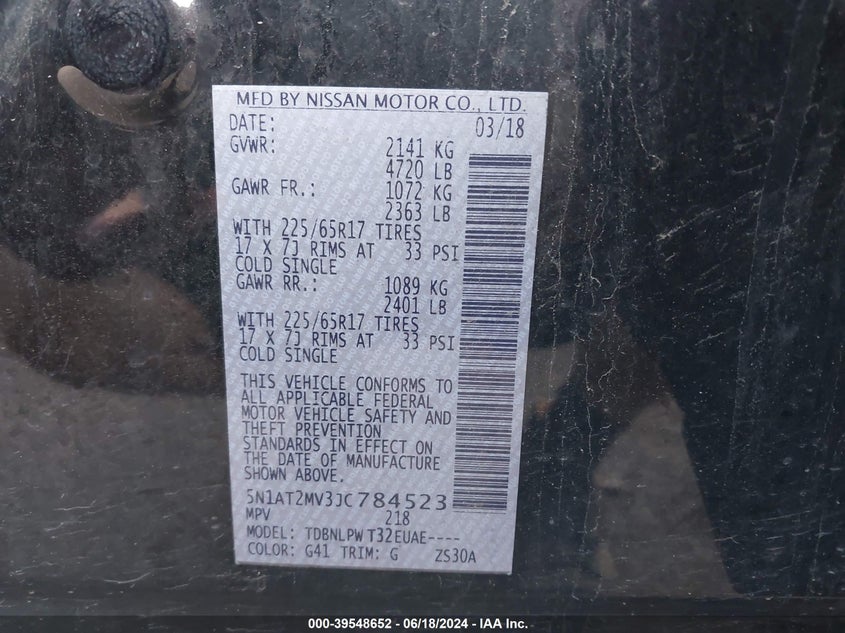 MFD BY NISSAN MOTOR CO., LTD.
DATE: 03/18
GVWR: 2141 KG
4720 LB
GAWR FR.: 1072 KG
2363 LB
WITH 225/65R17 TIRES
17 X 7J RIMS AT 33 PSI
COLD SINGLE
GAWR RR.: 1089 KG
2401 LB
WITH 225/65R17 TIRES
17 X 7J RIMS AT 33 PSI
COLD SINGLE
THIS VEHICLE CONFORMS TO
ALL APPLICABLE FEDERAL
MOTOR VEHICLE SAFETY AND
THEFT PREVENTION
STANDARDS IN EFFECT ON
THE DATE OF MANUFACTURE
SHOWN ABOVE.
5N1AT2MV3JC784523
MPV 218
MODEL: TDBNLPW T32EUAE----
COLOR: G41 TRIM: G ZS30A
000-39548652 - 06/18/2024 - IAA Inc.